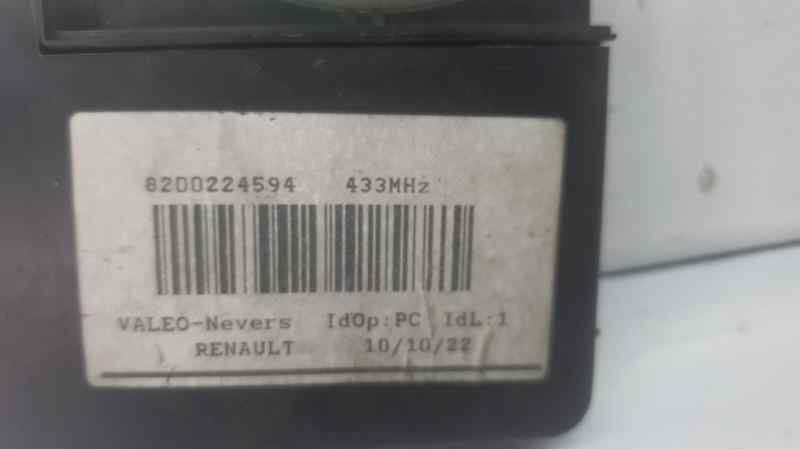 8200224594 433MHz
VALEO-Nevers IdOp:PC IdL:1
RENAULT 10/10/22